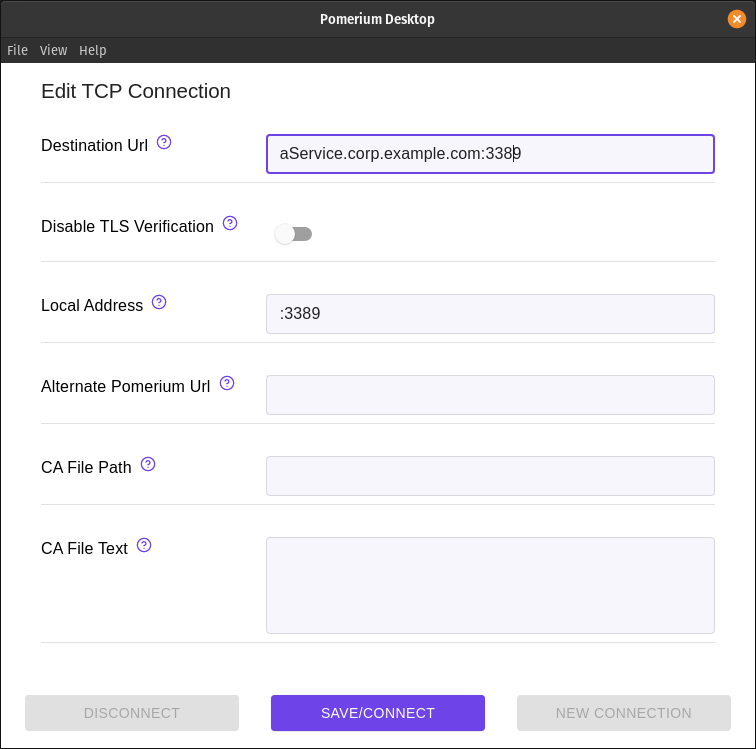 Pomerium Desktop
File View Help
Edit TCP Connection
Destination Url
aService.corp.example.com:3389
Disable TLS Verification
Local Address
:3389
Alternate Pomerium Url
CA File Path
CA File Text
DISCONNECT
SAVE/CONNECT
NEW CONNECTION